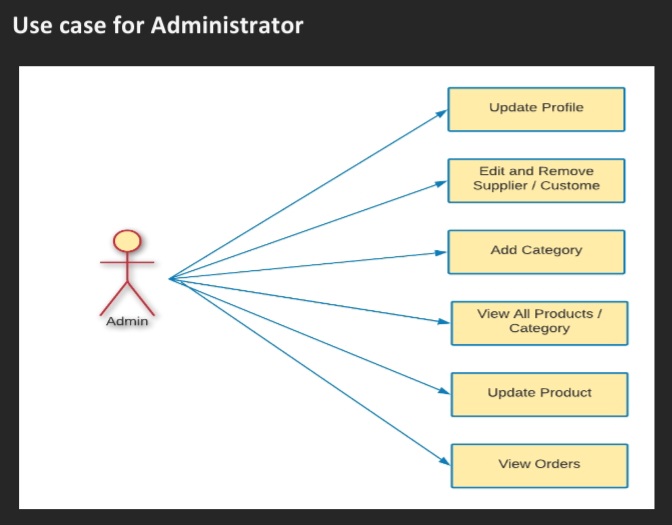 Use case for Administrator
Update Profile
Edit and Remove
Supplier / Custome
Add Category
Admin
View All Products /
Category
Update Product
View Orders